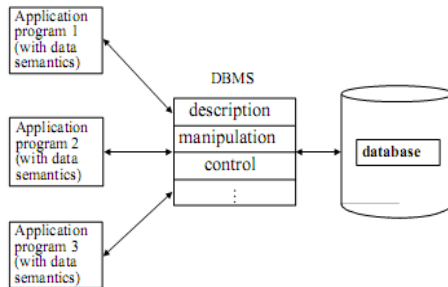 Application
program 1
(with data
semantics)
DBMS
description
manipulation
control
⋮
Application
program 2
(with data
semantics)
database
Application
program 3
(with data
semantics)